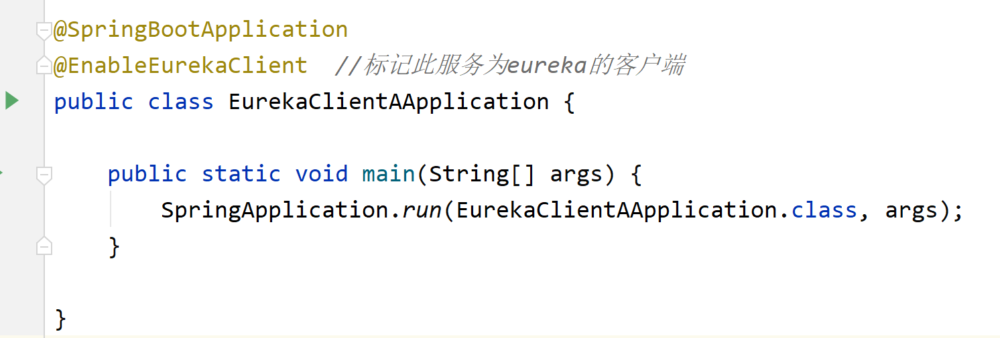 @SpringBootApplication
@EnableEurekaClient  //标记此服务为eureka的客户端
public class EurekaClientAApplication {
    public static void main(String[] args) {
        SpringApplication.run(EurekaClientAApplication.class, args);
    }
}